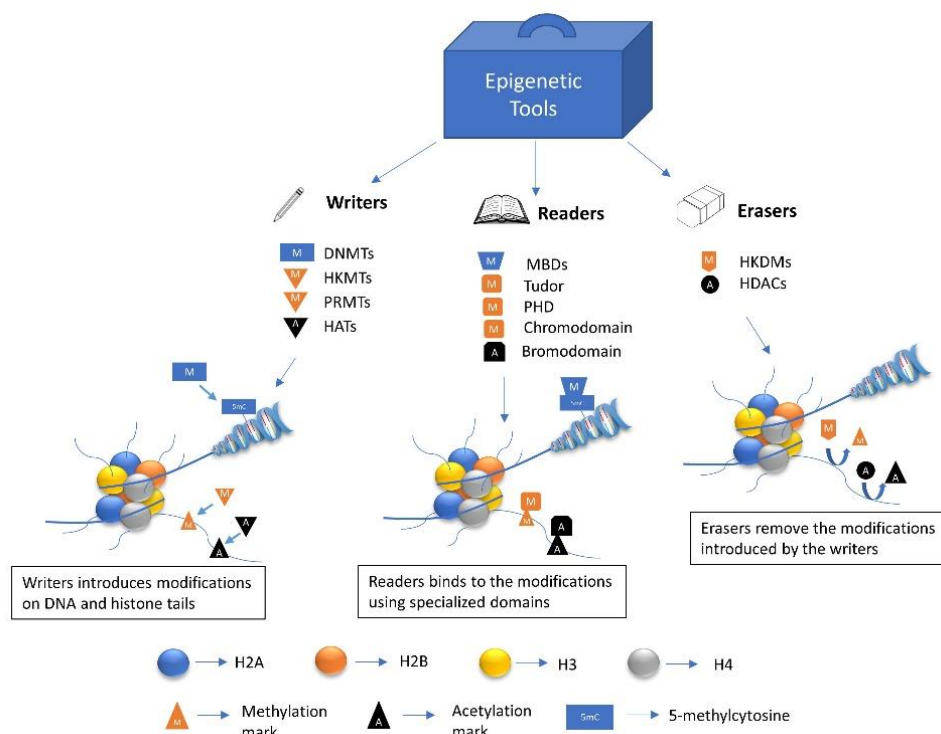 Epigenetic
Tools
Writers
M DNMTs
M HKMTs
M PRMTs
A HATs
Readers
M MBDs
M Tudor
M PHD
M Chromodomain
A Bromodomain
Erasers
M HKDMs
A HDACs
M
5mC
M
M
A
A
Writers introduces modifications
on DNA and histone tails
M
5mC
M
M
A
A
Readers binds to the modifications
using specialized domains
M
M
A
A
Erasers remove the modifications
introduced by the writers
H2A
H2B
H3
H4
M Methylation
mark
A Acetylation
mark
5mC 5-methylcytosine